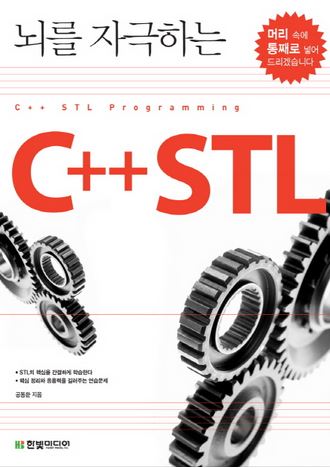 뇌를 자극하는
머리 속에
통째로 넣어
드리겠습니다
C++ STL Programming
C++ STL
• STL의 핵심을 간결하게 학습한다
• 핵심 정리와 응용력을 길러주는 연습문제
공동환 지음
HB 한빛미디어